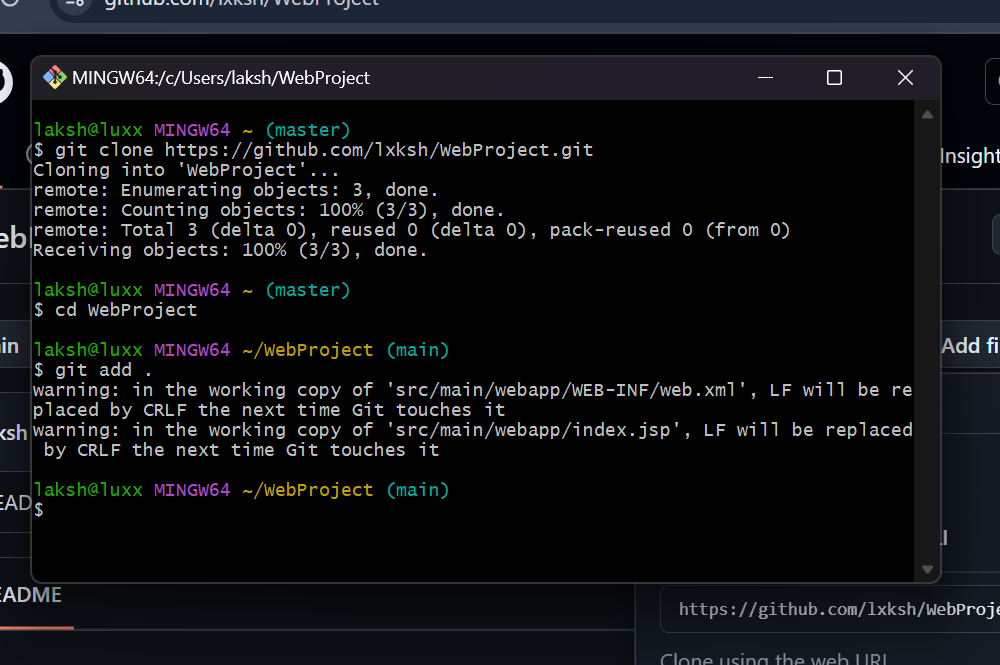 github.com/lxksh/WebProject
MINGW64:/c/Users/laksh/WebProject
laksh@luxx MINGW64 ~ (master)
$ git clone https://github.com/lxksh/WebProject.git
Cloning into 'WebProject'...
remote: Enumerating objects: 3, done.
remote: Counting objects: 100% (3/3), done.
remote: Total 3 (delta 0), reused 0 (delta 0), pack-reused 0 (from 0)
Receiving objects: 100% (3/3), done.
laksh@luxx MINGW64 ~ (master)
$ cd WebProject
laksh@luxx MINGW64 ~/WebProject (main)
$ git add .
warning: in the working copy of 'src/main/webapp/WEB-INF/web.xml', LF will be re
placed by CRLF the next time Git touches it
warning: in the working copy of 'src/main/webapp/index.jsp', LF will be replaced
by CRLF the next time Git touches it
laksh@luxx MINGW64 ~/WebProject (main)
$
Insight
eb
in
Add fi
ksh
EAD
EADME
https://github.com/lxksh/WebProje
Clone using the web URL